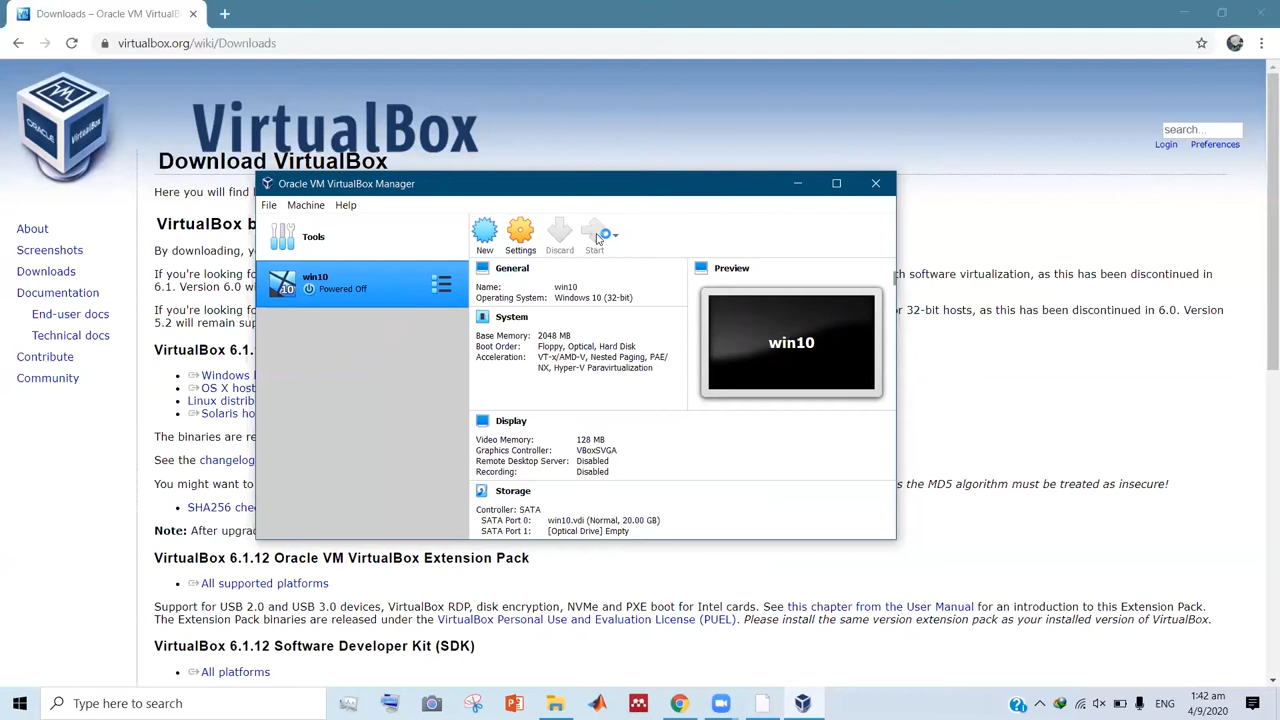 Downloads – Oracle VM VirtualB
virtualbox.org/wiki/Downloads
ORACLE
VirtualBox
VirtualBox
search...
Login Preferences
Download VirtualBox
Here you will find
About
Screenshots
Downloads
Documentation
End-user docs
Technical docs
Contribute
Community
VirtualBox b
By downloading, y
If you're looking f
6.1. Version 6.0 wi
h software virtualization, as this has been discontinued in
If you're looking f
5.2 will remain sup
or 32-bit hosts, as this has been discontinued in 6.0. Version
VirtualBox 6.1.1
Windows h
OS X host
Linux distrib
Solaris ho
The binaries are re
See the changelog
You might want to
s the MD5 algorithm must be treated as insecure!
SHA256 chec
Note: After upgrad
VirtualBox 6.1.12 Oracle VM VirtualBox Extension Pack
All supported platforms
Support for USB 2.0 and USB 3.0 devices, VirtualBox RDP, disk encryption, NVMe and PXE boot for Intel cards. See this chapter from the User Manual for an introduction to this Extension Pack.
The Extension Pack binaries are released under the VirtualBox Personal Use and Evaluation License (PUEL). Please install the same version extension pack as your installed version of VirtualBox.
VirtualBox 6.1.12 Software Developer Kit (SDK)
All platforms
Oracle VM VirtualBox Manager
File Machine Help
Tools
New Settings Discard Start
win10
Powered Off
10
General
Name: win10
Operating System: Windows 10 (32-bit)
System
Base Memory: 2048 MB
Boot Order: Floppy, Optical, Hard Disk
Acceleration: VT-x/AMD-V, Nested Paging, PAE/
NX, Hyper-V Paravirtualization
Preview
win10
Display
Video Memory: 128 MB
Graphics Controller: VBoxSVGA
Remote Desktop Server: Disabled
Recording: Disabled
Storage
Controller: SATA
SATA Port 0: win10.vdi (Normal, 20.00 GB)
SATA Port 1: [Optical Drive] Empty
Type here to search
ENG
1:42 am
4/9/2020